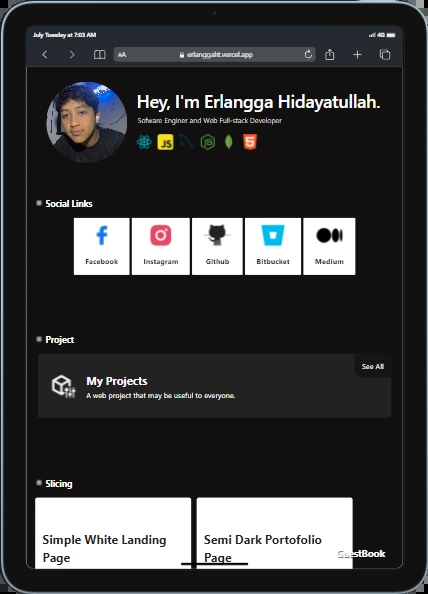 July Tuesday at 7:03 AM
4G
AA
erlanggaht.vercel.app
Hey, I'm Erlangga Hidayatullah.
Sofware Enginer and Web Full-stack Developer
JS
Social Links
Facebook
Instagram
Github
Bitbucket
Medium
Project
See All
My Projects
A web project that may be useful to everyone.
Slicing
Simple White Landing
Page
Semi Dark Portofolio
Page
GuestBook